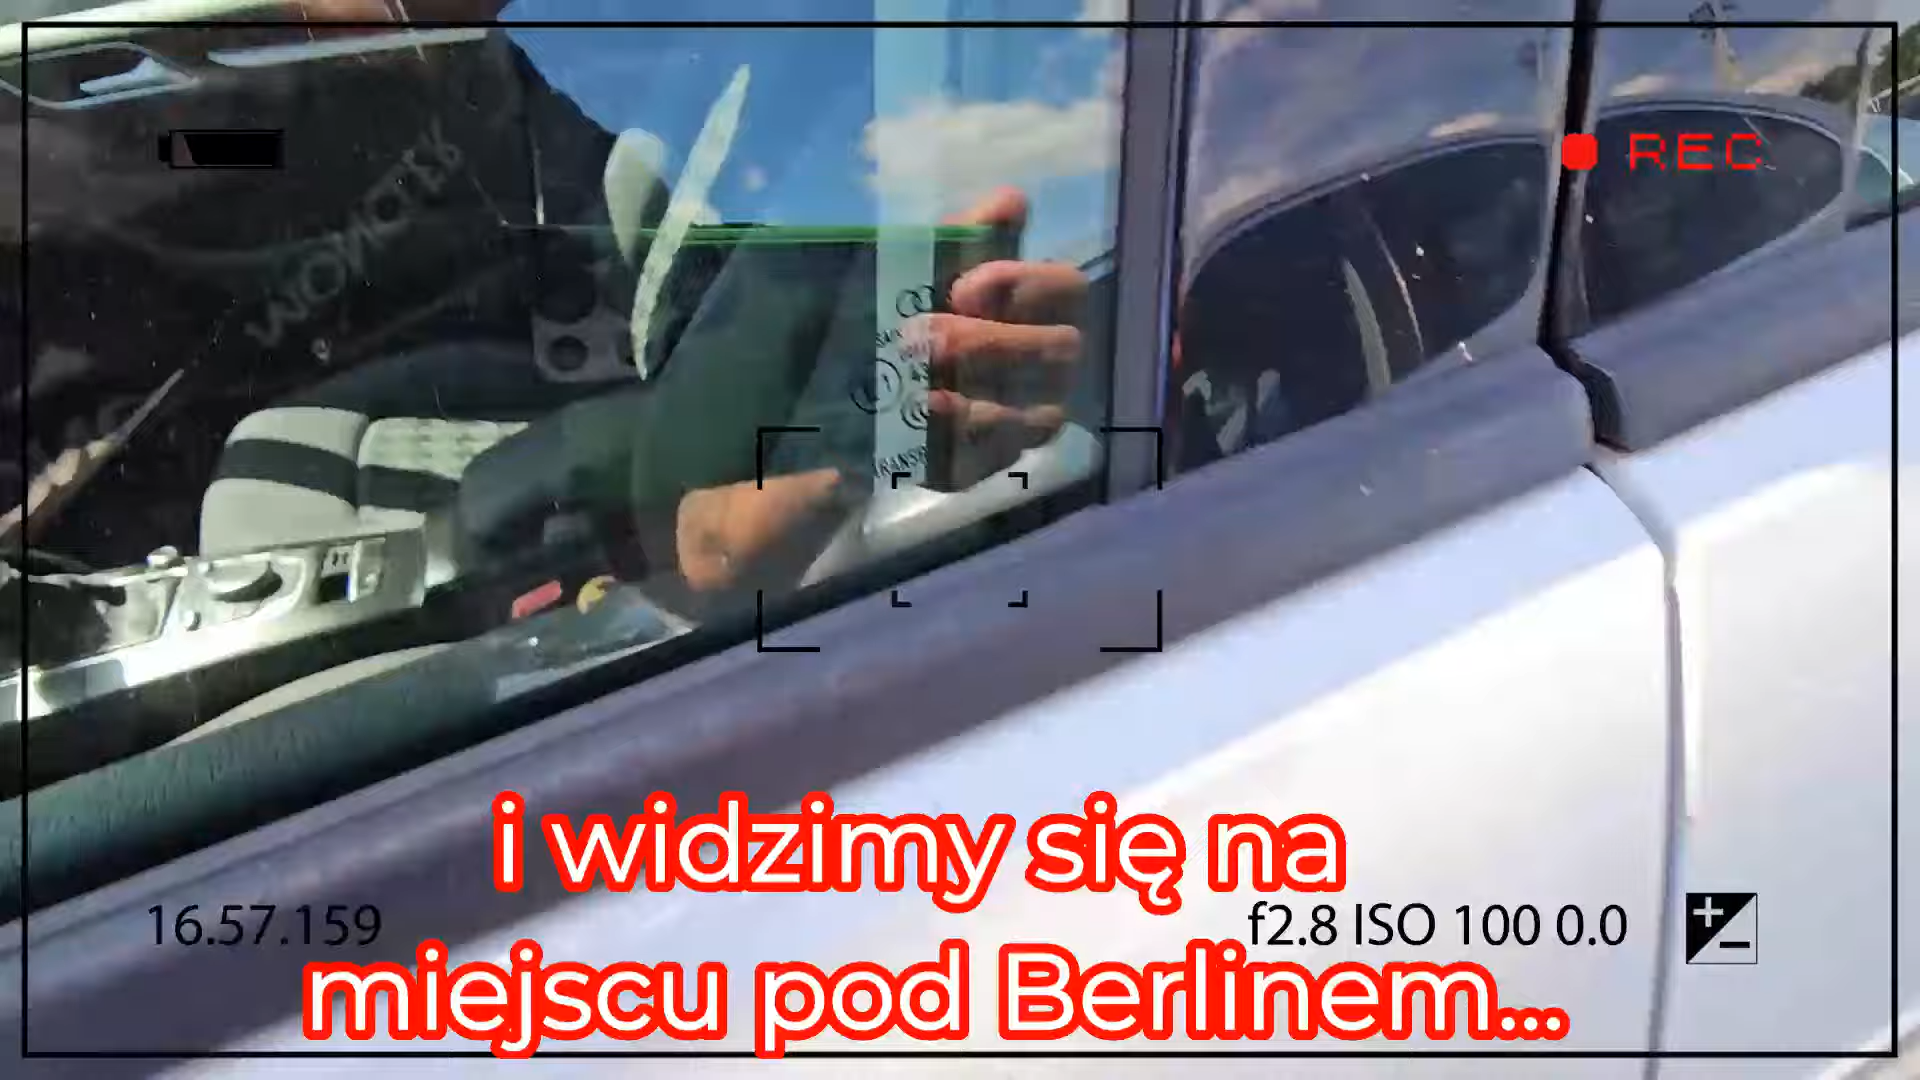 REC
i widzimy się na
16.57.159
f2.8 ISO 100 0.0
miejscu pod Berlinem...